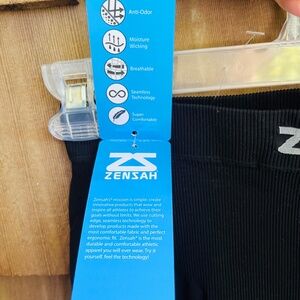 Anti-Odor
Moisture
Wicking
Breathable
Seamless
Technology
Super
Comfortable
ZENSAH
Zensah's® mission is simple: create
innovative products that wow and
inspire all athletes to achieve their
goals without limits. We use cutting
edge, seamless technology to
develop products made with the
most comfortable fabric and perfect
ergonomic fit. Zensah® is the most
durable and comfortable athletic
apparel you will ever wear. Try it
yourself, feel the technology!